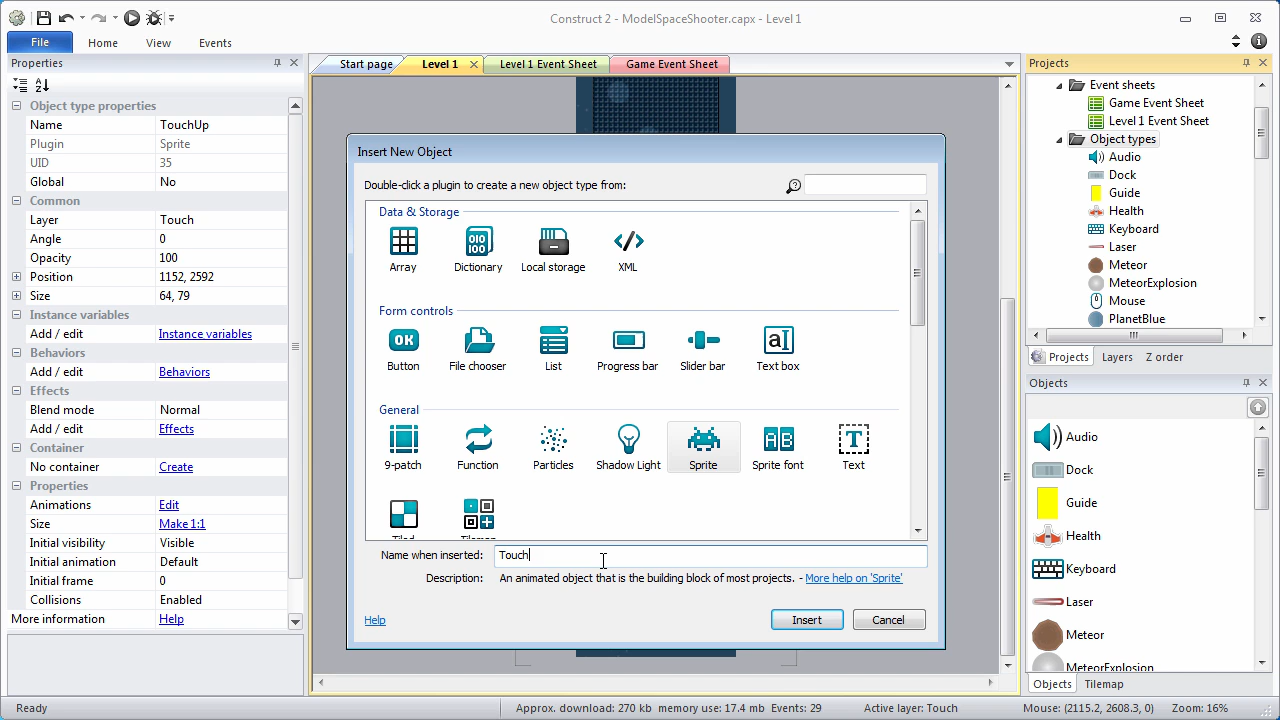 Construct 2 - ModelSpaceShooter.capx - Level 1
File
Home
View
Events
Properties
Object type properties
Name TouchUp
Plugin Sprite
UID 35
Global No
Common
Layer Touch
Angle 0
Opacity 100
Position 1152, 2592
Size 64, 79
Instance variables
Add / edit Instance variables
Behaviors
Add / edit Behaviors
Effects
Blend mode Normal
Add / edit Effects
Container
No container Create
Properties
Animations Edit
Size Make 1:1
Initial visibility Visible
Initial animation Default
Initial frame 0
Collisions Enabled
More information Help
Start page
Level 1
Level 1 Event Sheet
Game Event Sheet
Insert New Object
Double-click a plugin to create a new object type from:
Data & Storage
Array
Dictionary
Local storage
XML
Form controls
Button
File chooser
List
Progress bar
Slider bar
Text box
General
9-patch
Function
Particles
Shadow Light
Sprite
Sprite font
Text
Name when inserted: Touch
Description: An animated object that is the building block of most projects. - More help on 'Sprite'
Help
Insert
Cancel
Projects
Event sheets
Game Event Sheet
Level 1 Event Sheet
Object types
Audio
Dock
Guide
Health
Keyboard
Laser
Meteor
MeteorExplosion
Mouse
PlanetBlue
Projects
Layers
Z order
Objects
Audio
Dock
Guide
Health
Keyboard
Laser
Meteor
MeteorExplosion
Objects
Tilemap
Ready
Approx. download: 270 kb memory use: 17.4 mb Events: 29
Active layer: Touch
Mouse: (2115.2, 2608.3, 0)
Zoom: 16%